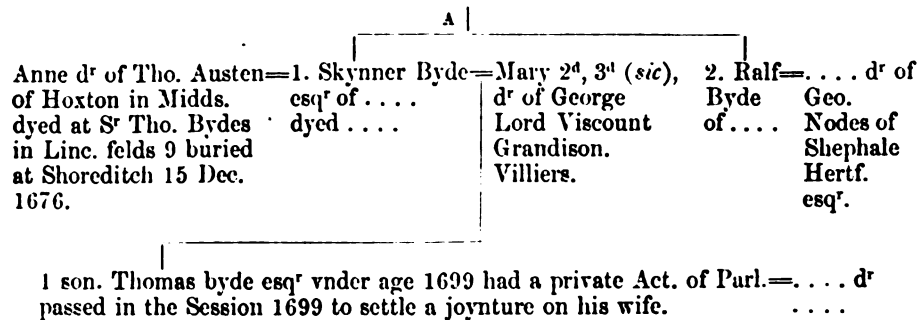 A
Anne dʳ of Tho. Austen=1. Skynner Byde=Mary 2ᵈ, 3ᵈ (sic), 2. Ralf=.... dʳ of
of Hoxton in Midds. esqʳ of .... dʳ of George Byde Geo.
dyed at Sʳ Tho. Bydes dyed .... Lord Viscount of .... Nodes of
in Linc. felds 9 buried Grandison. Shephale
at Shoreditch 15 Dec. Villiers. Hertf.
1676. esqʳ.
1 son. Thomas byde esqʳ vnder age 1699 had a private Act. of Parl.=.... dʳ
passed in the Session 1699 to settle a joynture on his wife. ....